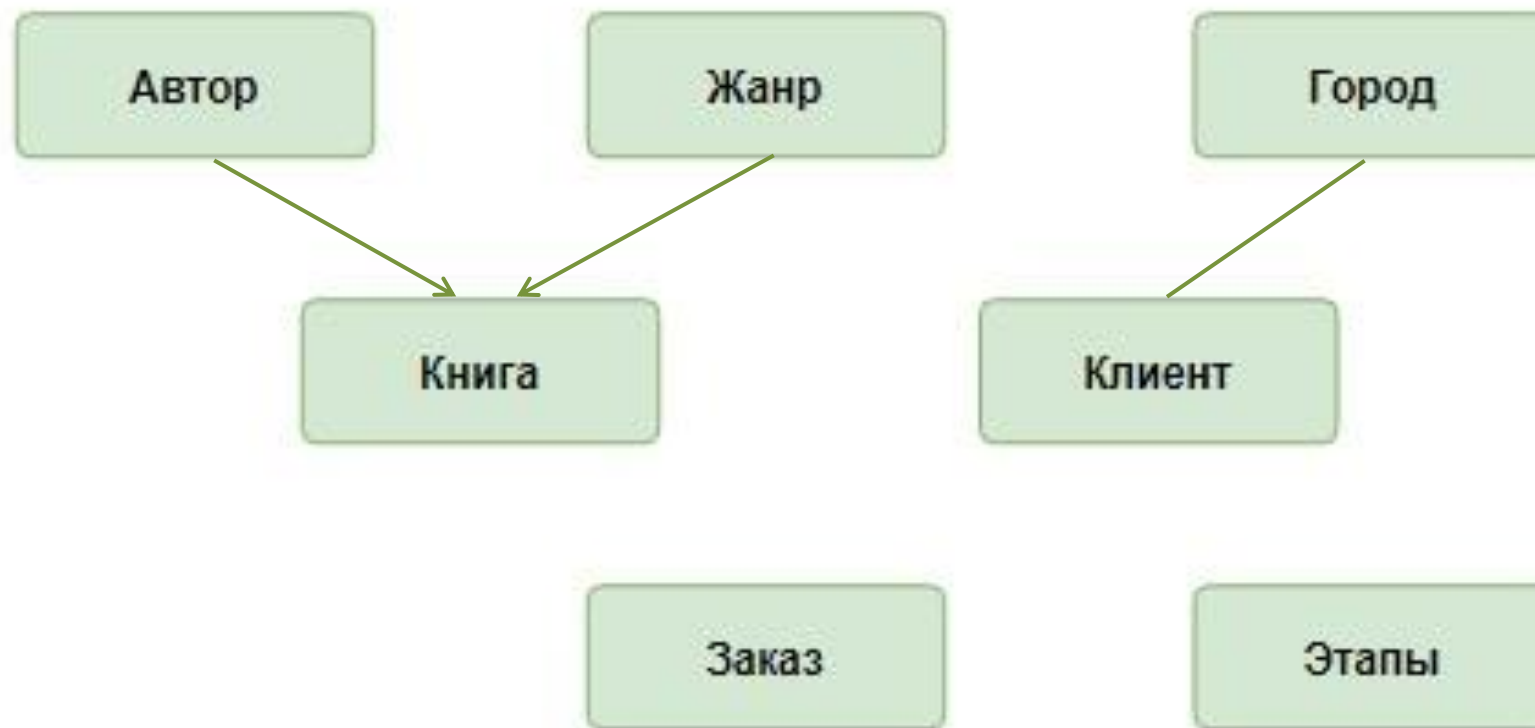 Автор
Жанр
Город
Книга
Клиент
Заказ
Этапы